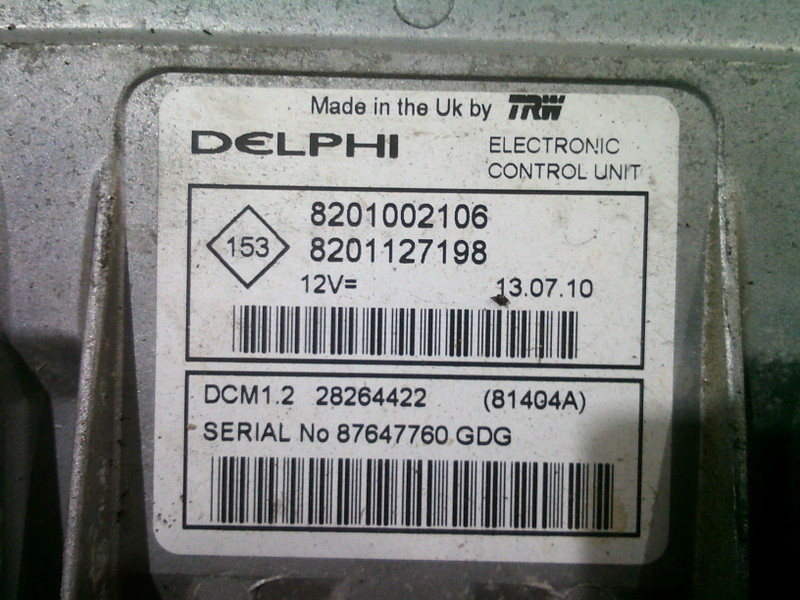 Made in the Uk by TRW
DELPHI
ELECTRONIC
CONTROL UNIT
153
8201002106
8201127198
12V= 13.07.10
DCM1.2 28264422 (81404A)
SERIAL No 87647760 GDG